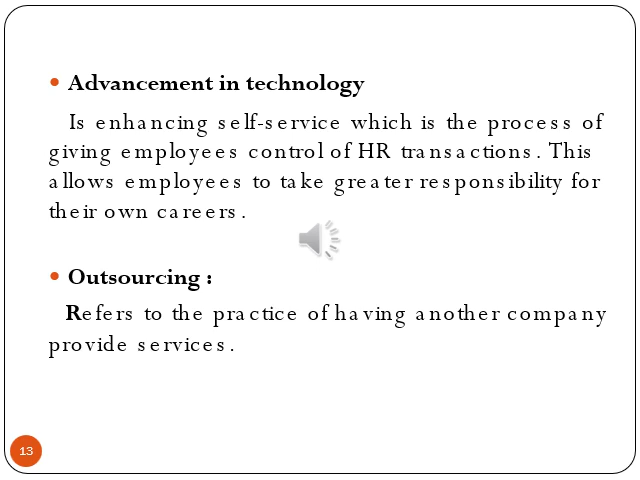 • Advancement in technology
Is enhancing self-service which is the process of
giving employees control of HR transactions. This
allows employees to take greater responsibility for
their own careers.
• Outsourcing :
Refers to the practice of having another company
provide services.
13